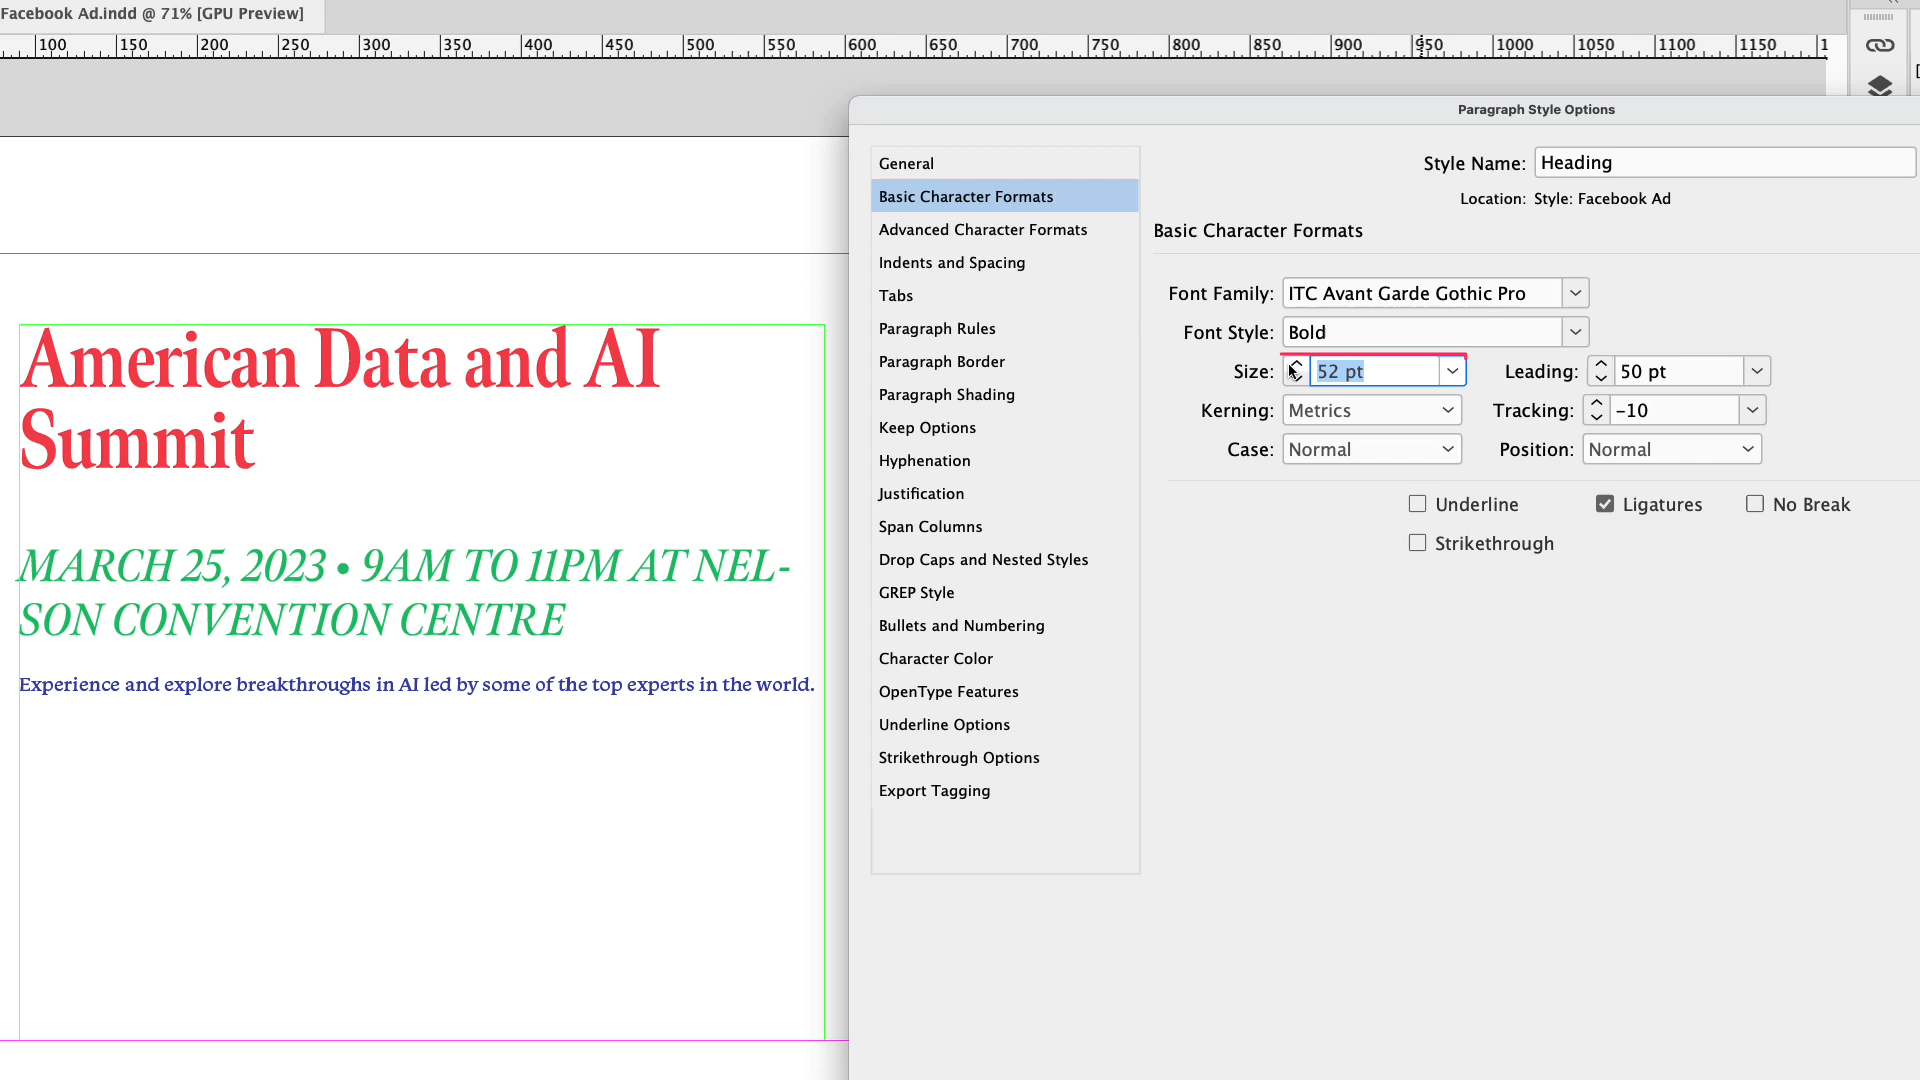 Facebook Ad.indd @ 71% [GPU Preview]
100 150 200 250 300 350 400 450 500 550 600 650 700 750 800 850 900 950 1000 1050 1100 1150 1
Paragraph Style Options
General
Basic Character Formats
Advanced Character Formats
Indents and Spacing
Tabs
Paragraph Rules
Paragraph Border
Paragraph Shading
Keep Options
Hyphenation
Justification
Span Columns
Drop Caps and Nested Styles
GREP Style
Bullets and Numbering
Character Color
OpenType Features
Underline Options
Strikethrough Options
Export Tagging
Style Name: Heading
Location: Style: Facebook Ad
Basic Character Formats
Font Family: ITC Avant Garde Gothic Pro
Font Style: Bold
Size: 52 pt Leading: 50 pt
Kerning: Metrics Tracking: -10
Case: Normal Position: Normal
Underline Ligatures No Break
Strikethrough
American Data and AI
Summit
MARCH 25, 2023 • 9AM TO 11PM AT NEL-
SON CONVENTION CENTRE
Experience and explore breakthroughs in AI led by some of the top experts in the world.